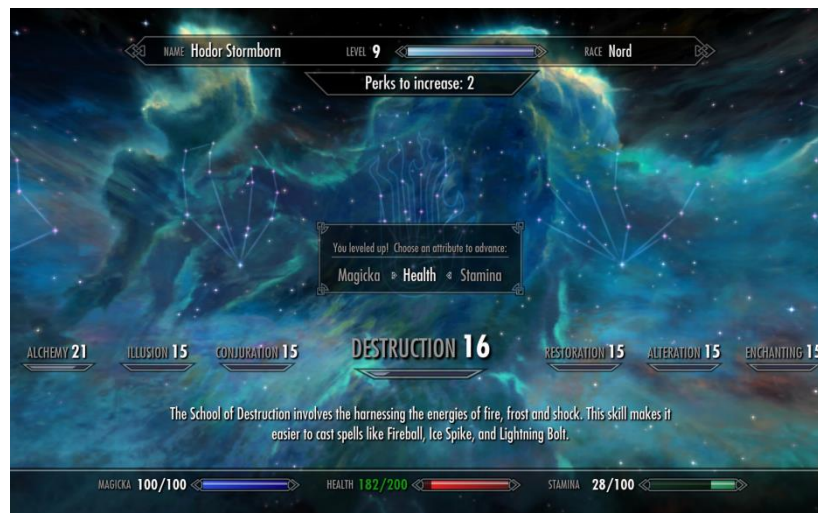 NAME Hodor Stormborn LEVEL 9 RACE Nord
Perks to increase: 2
You leveled up! Choose an attribute to advance:
Magicka Health Stamina
ALCHEMY 21 ILLUSION 15 CONJURATION 15 DESTRUCTION 16 RESTORATION 15 ALTERATION 15 ENCHANTING 15
The School of Destruction involves the harnessing the energies of fire, frost and shock. This skill makes it
easier to cast spells like Fireball, Ice Spike, and Lightning Bolt.
MAGICKA 100/100 HEALTH 182/200 STAMINA 28/100